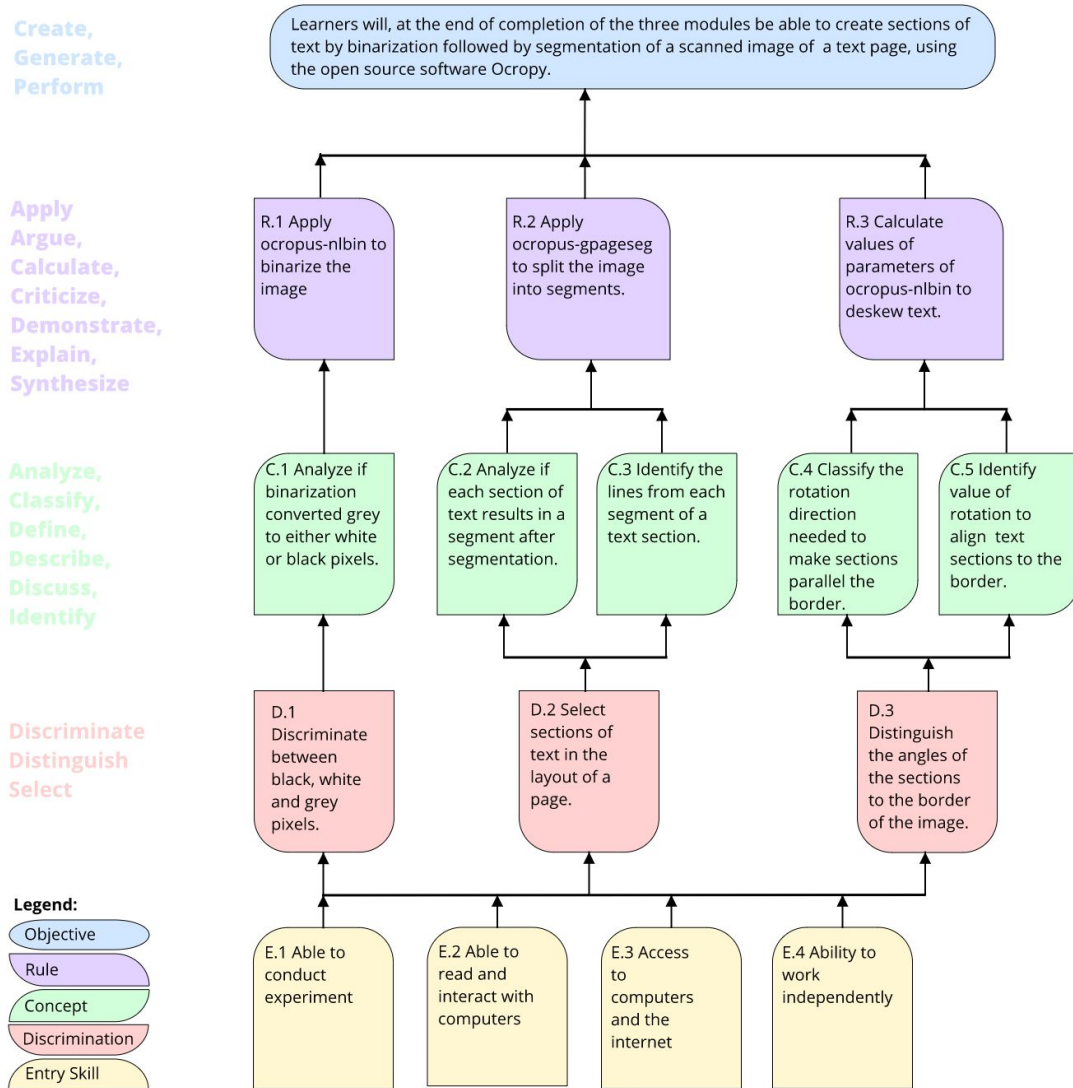 Create,
Generate,
Perform
Learners will, at the end of completion of the three modules be able to create sections of
text by binarization followed by segmentation of a scanned image of a text page, using
the open source software Ocropy.
Apply
Argue,
Calculate,
Criticize,
Demonstrate,
Explain,
Synthesize
R.1 Apply
ocropus-nlbin to
binarize the
image
R.2 Apply
ocropus-gpageseg
to split the image
into segments.
R.3 Calculate
values of
parameters of
ocropus-nlbin to
deskew text.
Analyze,
Classify,
Define,
Describe,
Discuss,
Identify
C.1 Analyze if
binarization
converted grey
to either white
or black pixels.
C.2 Analyze if
each section of
text results in a
segment after
segmentation.
C.3 Identify the
lines from each
segment of a
text section.
C.4 Classify the
rotation
direction
needed to
make sections
parallel the
border.
C.5 Identify
value of
rotation to
align text
sections to the
border.
Discriminate
Distinguish
Select
D.1
Discriminate
between
black, white
and grey
pixels.
D.2 Select
sections of
text in the
layout of a
page.
D.3
Distinguish
the angles of
the sections
to the border
of the image.
Legend:
Objective
Rule
Concept
Discrimination
Entry Skill
E.1 Able to
conduct
experiment
E.2 Able to
read and
interact with
computers
E.3 Access
to
computers
and the
internet
E.4 Ability to
work
independently